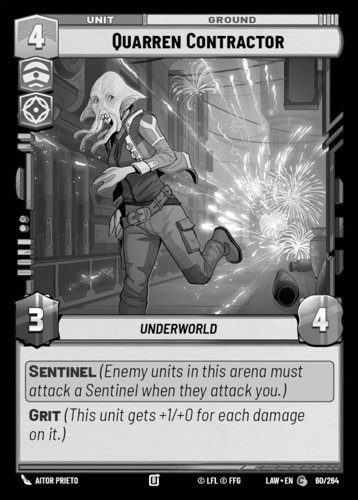 UNIT GROUND
4 QUARREN CONTRACTOR
3 UNDERWORLD 4
SENTINEL (Enemy units in this arena must
attack a Sentinel when they attack you.)
GRIT (This unit gets +1/+0 for each damage
on it.)
AITOR PRIETO © LFL © FFG LAW • EN C 60/264